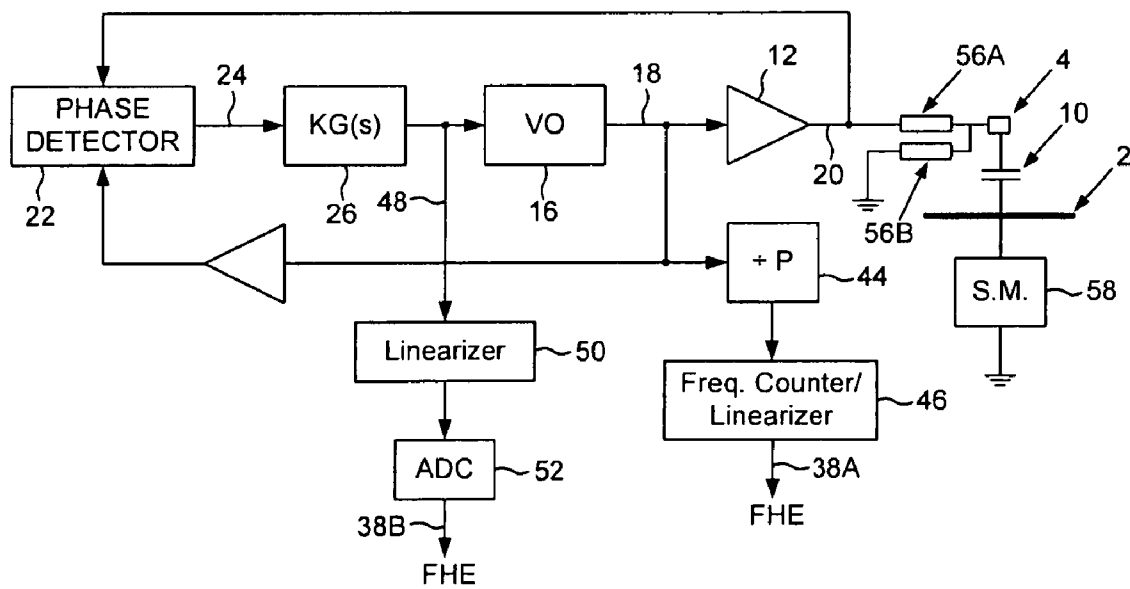 12
56A
4
24
18
10
PHASE
DETECTOR
KG(s)
VO
2
20
22
26
48
16
56B
÷ P
44
S.M.
58
Linearizer
50
Freq. Counter/
Linearizer
46
ADC
52
38A
38B
FHE
FHE